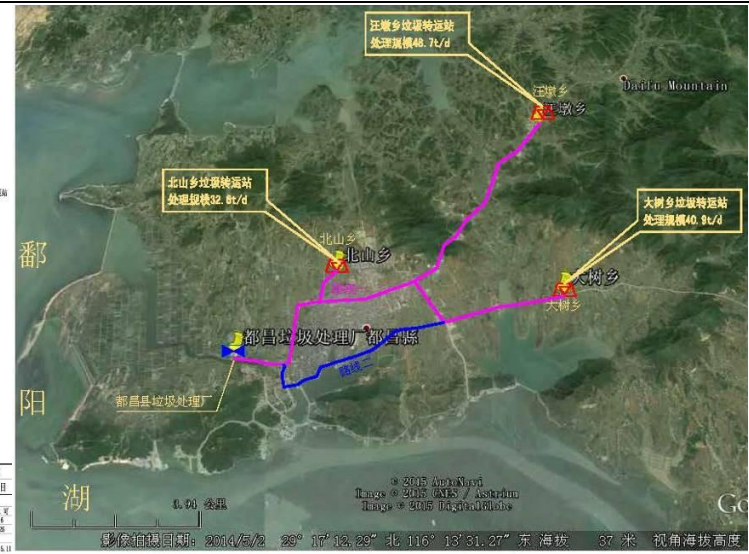 汪墩乡垃圾转运站
处理规模48.7t/d
Daifu Mountain
汪墩乡
汪墩乡
北山乡垃圾转运站
处理规模32.8t/d
大树乡垃圾转运站
处理规模40.9t/d
北山乡
北山乡
大树乡
大树乡
鄱
阳
湖
都昌垃圾处理厂
都昌縣
路线二
都昌县垃圾处理厂
3.94 公里
© 2015 AutoNavi
Image © 2015 CNES / Astrium
Image © 2015 DigitalGlobe
Go
影像拍摄日期: 2014/5/2 29° 17'12.29" 北 116° 13'31.27" 东 海拔 37 米 视角海拔高度